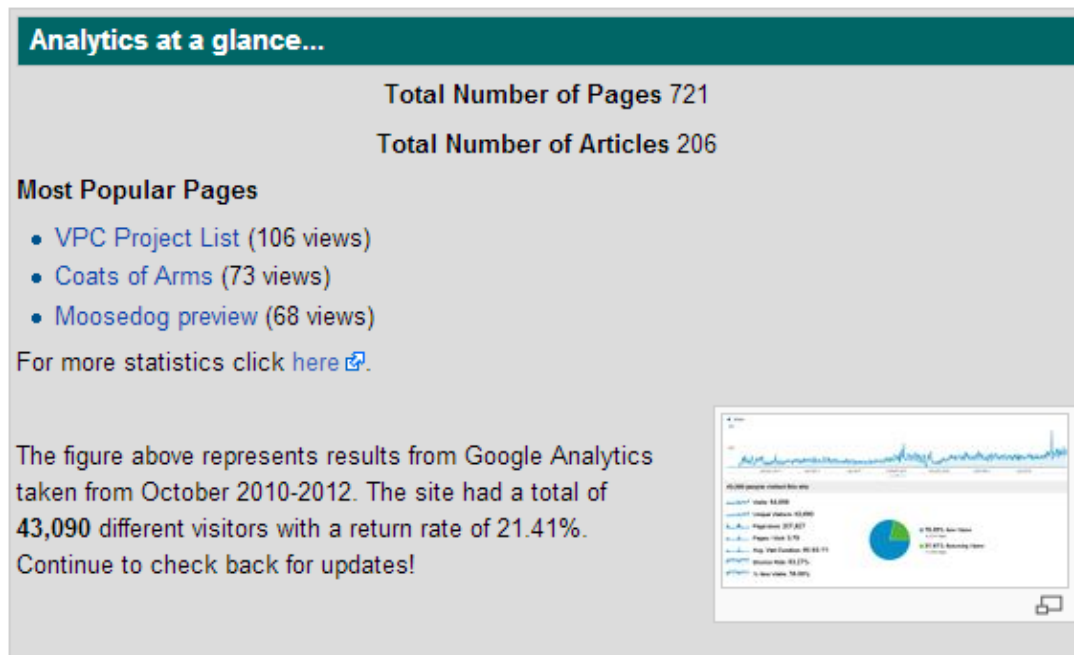 Analytics at a glance...
Total Number of Pages 721
Total Number of Articles 206
Most Popular Pages
VPC Project List (106 views)
Coats of Arms (73 views)
Moosedog preview (68 views)
For more statistics click here.
The figure above represents results from Google Analytics
taken from October 2010-2012. The site had a total of
43,090 different visitors with a return rate of 21.41%.
Continue to check back for updates!